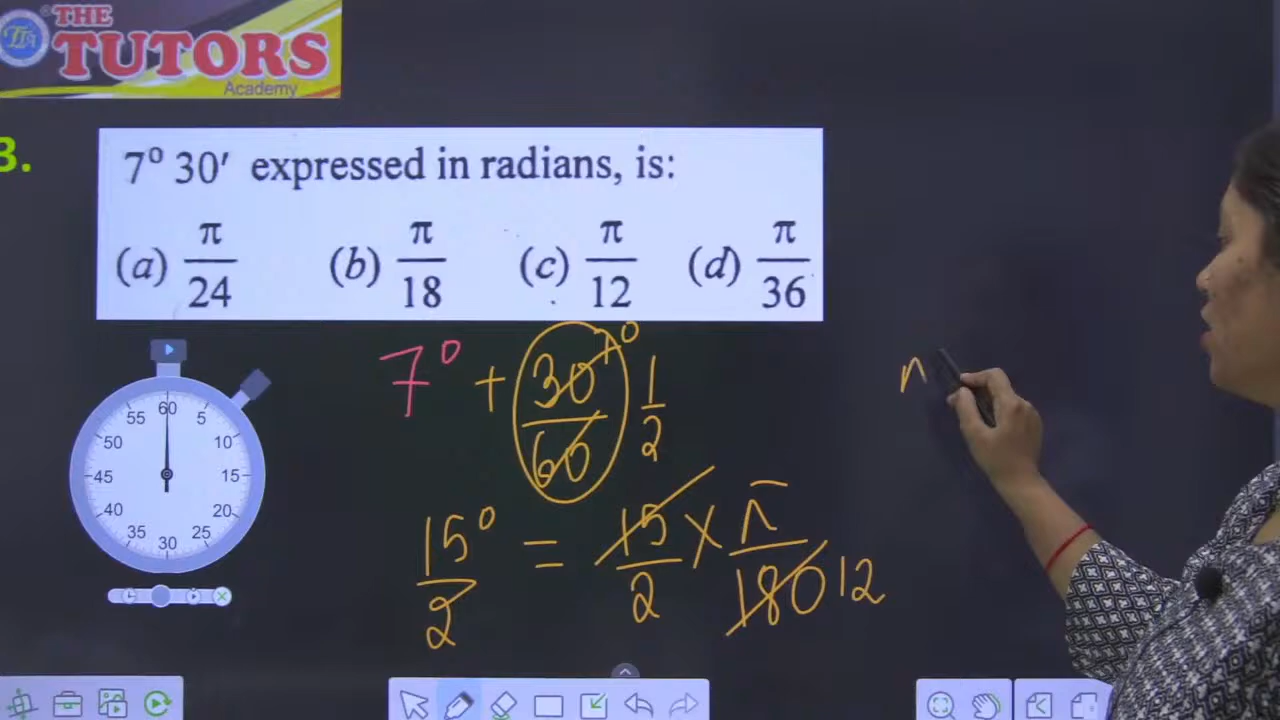 THE
TUTORS
Academy
3.
7° 30′ expressed in radians, is:
(a) π/24 (b) π/18 (c) π/12 (d) π/36
7° + 30/60 1° 1/2
15°/2 = 15/2 × π/180 12
60
55 5
50 10
45 15
40 20
35 25
30